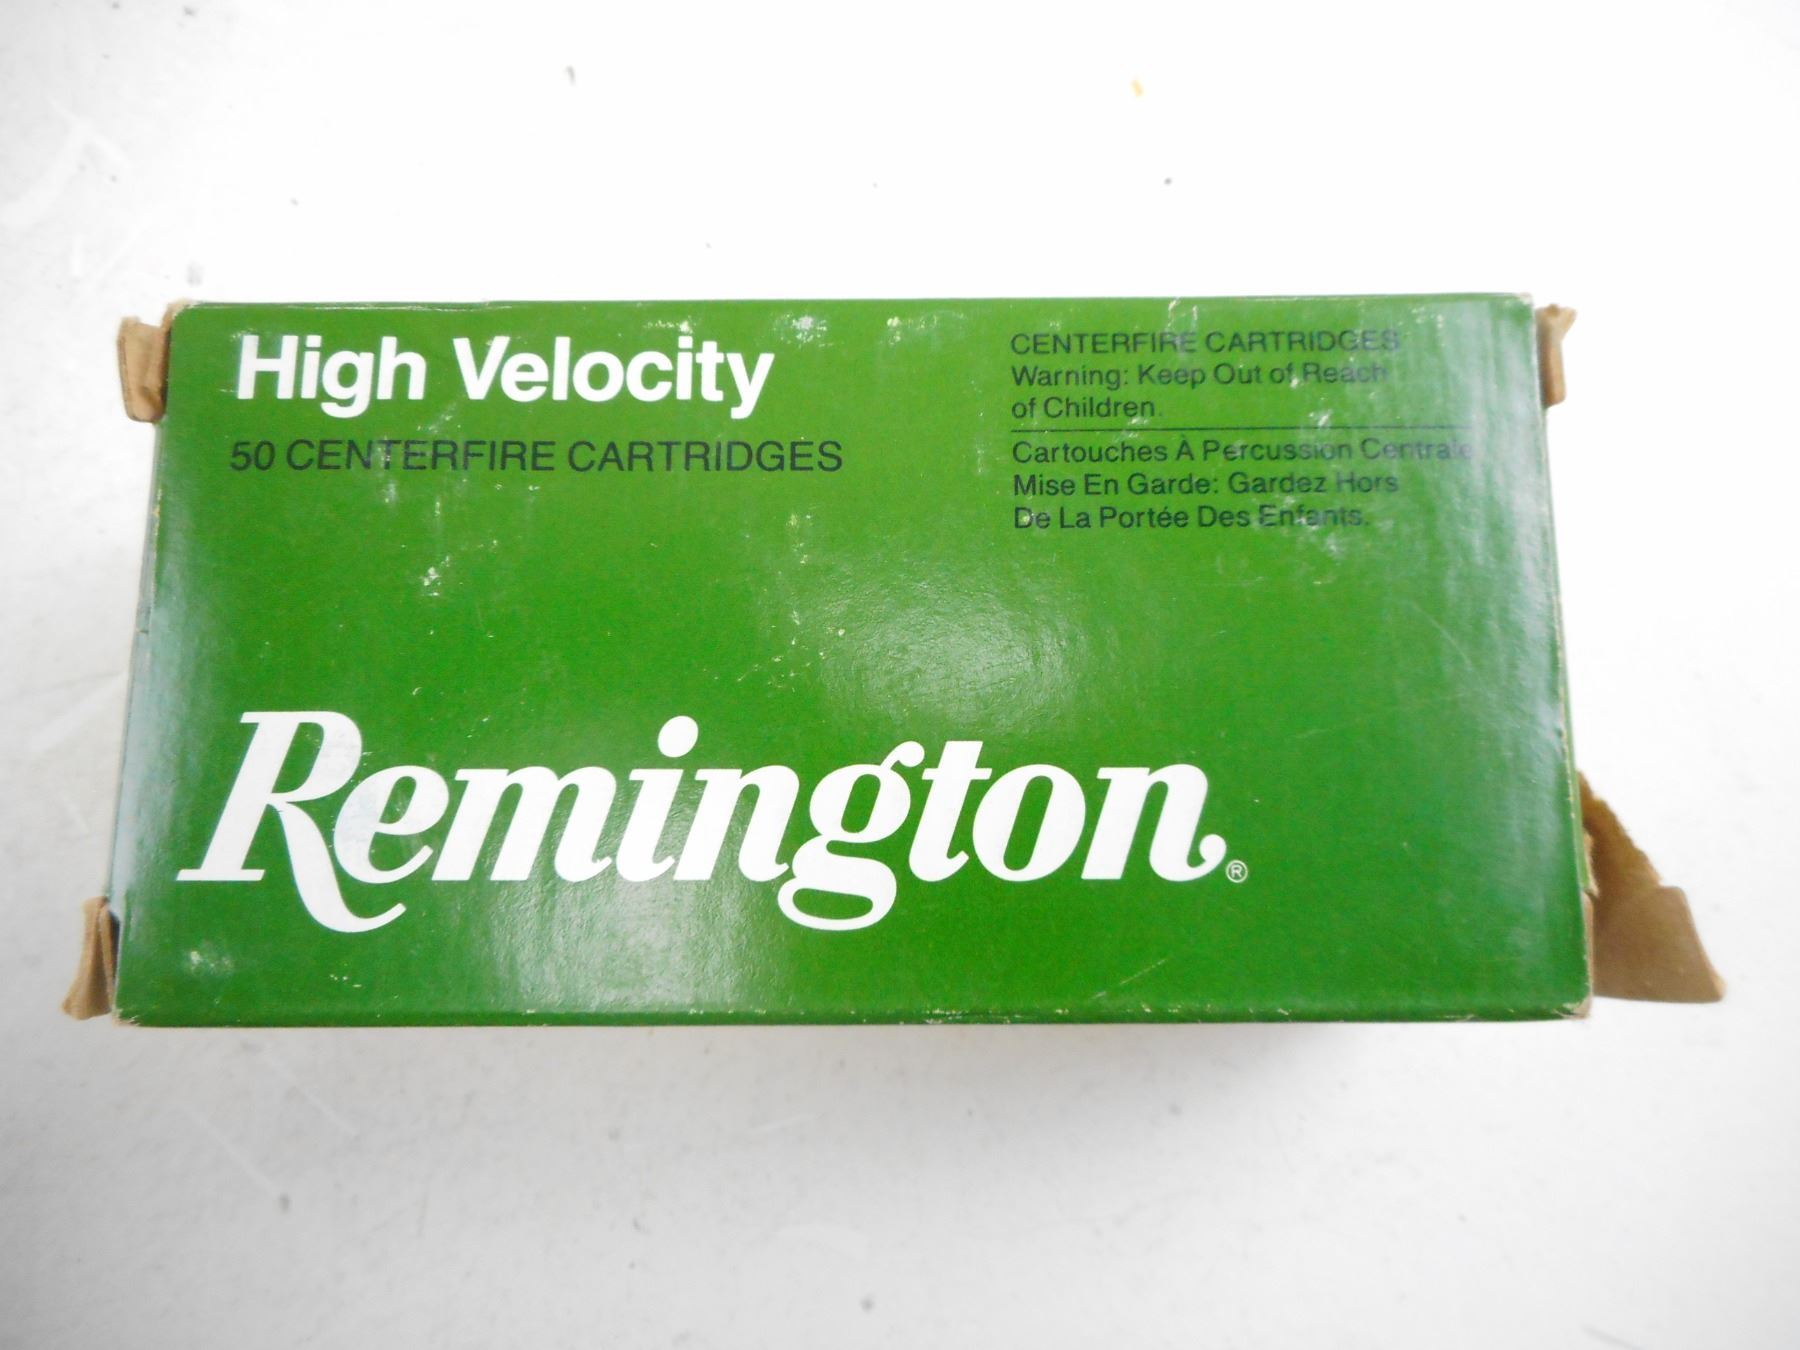 High Velocity
50 CENTERFIRE CARTRIDGES
CENTERFIRE CARTRIDGES
Warning: Keep Out of Reach
of Children.
Cartouches À Percussion Centrale
Mise En Garde: Gardez Hors
De La Portée Des Enfants.
Remington®